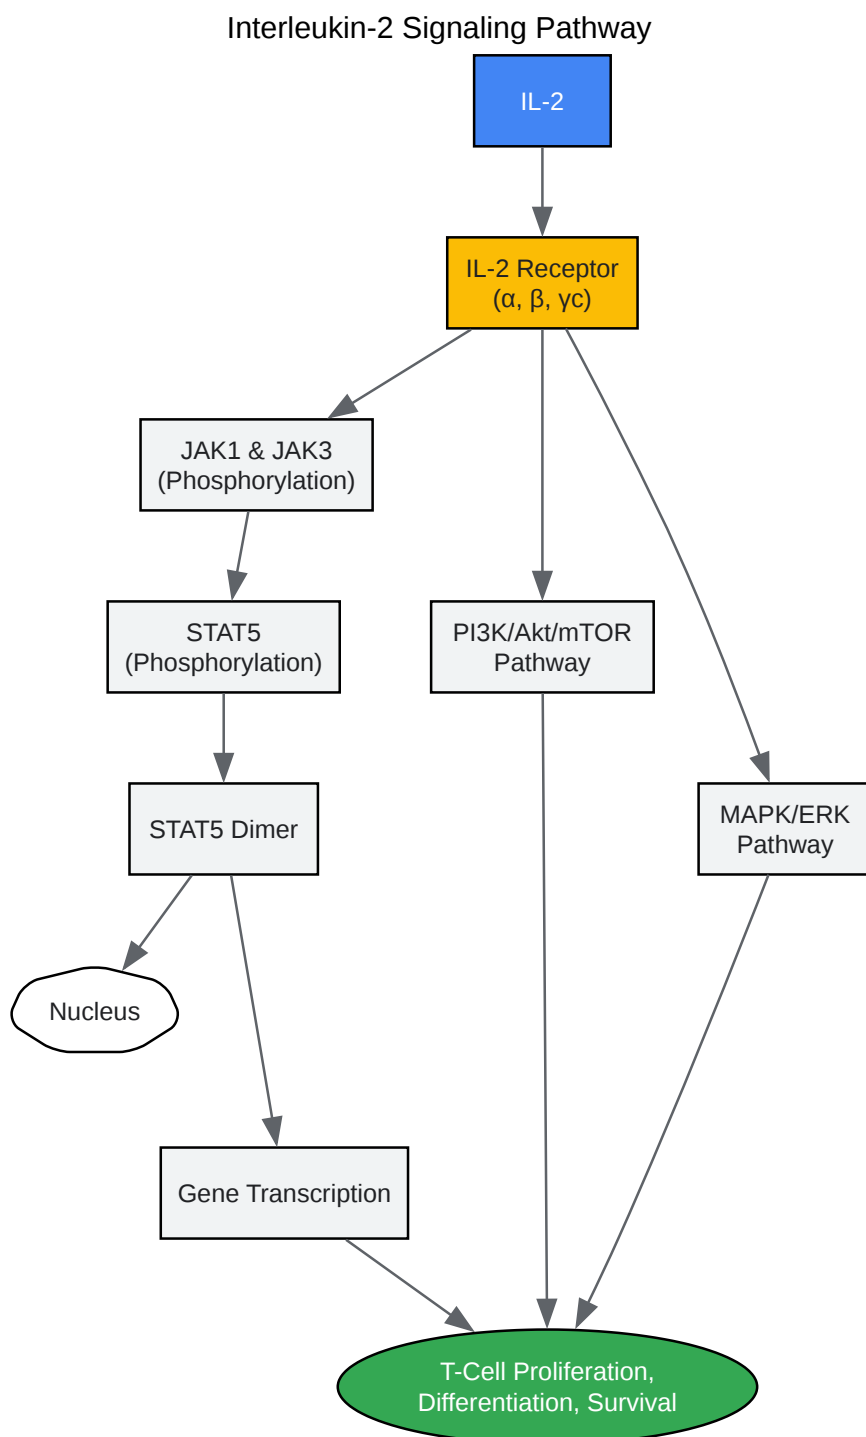 Interleukin-2 Signaling Pathway
IL-2
IL-2 Receptor
(α, β, γc)
JAK1 & JAK3
(Phosphorylation)
STAT5
(Phosphorylation)
PI3K/Akt/mTOR
Pathway
STAT5 Dimer
MAPK/ERK
Pathway
Nucleus
Gene Transcription
T-Cell Proliferation,
Differentiation, Survival